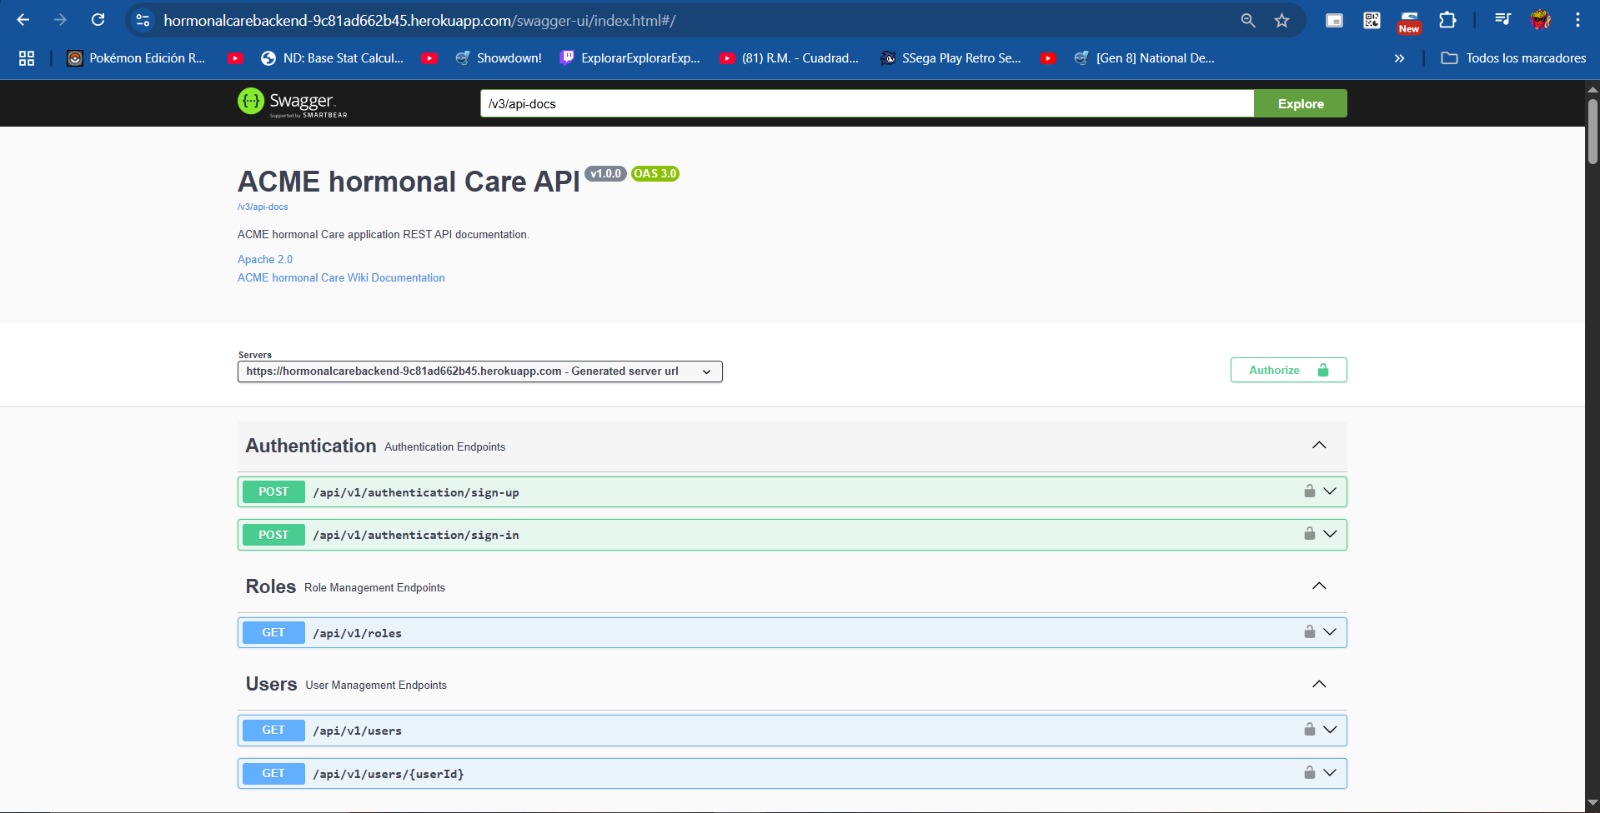 hormonalcarebackend-9c81ad662b45.herokuapp.com/swagger-ui/index.html#/
New
Pokémon Edición R...
ND: Base Stat Calcul...
Showdown!
ExplorarExplorarExp...
(81) R.M. - Cuadrad...
SSega Play Retro Se...
[Gen 8] National De...
»
Todos los marcadores
{···} Swagger.
Supported by SMARTBEAR
/v3/api-docs
Explore
ACME hormonal Care API v1.0.0 OAS 3.0
/v3/api-docs
ACME hormonal Care application REST API documentation.
Apache 2.0
ACME hormonal Care Wiki Documentation
Servers
https://hormonalcarebackend-9c81ad662b45.herokuapp.com - Generated server url
Authorize
Authentication Authentication Endpoints
POST /api/v1/authentication/sign-up
POST /api/v1/authentication/sign-in
Roles Role Management Endpoints
GET /api/v1/roles
Users User Management Endpoints
GET /api/v1/users
GET /api/v1/users/{userId}